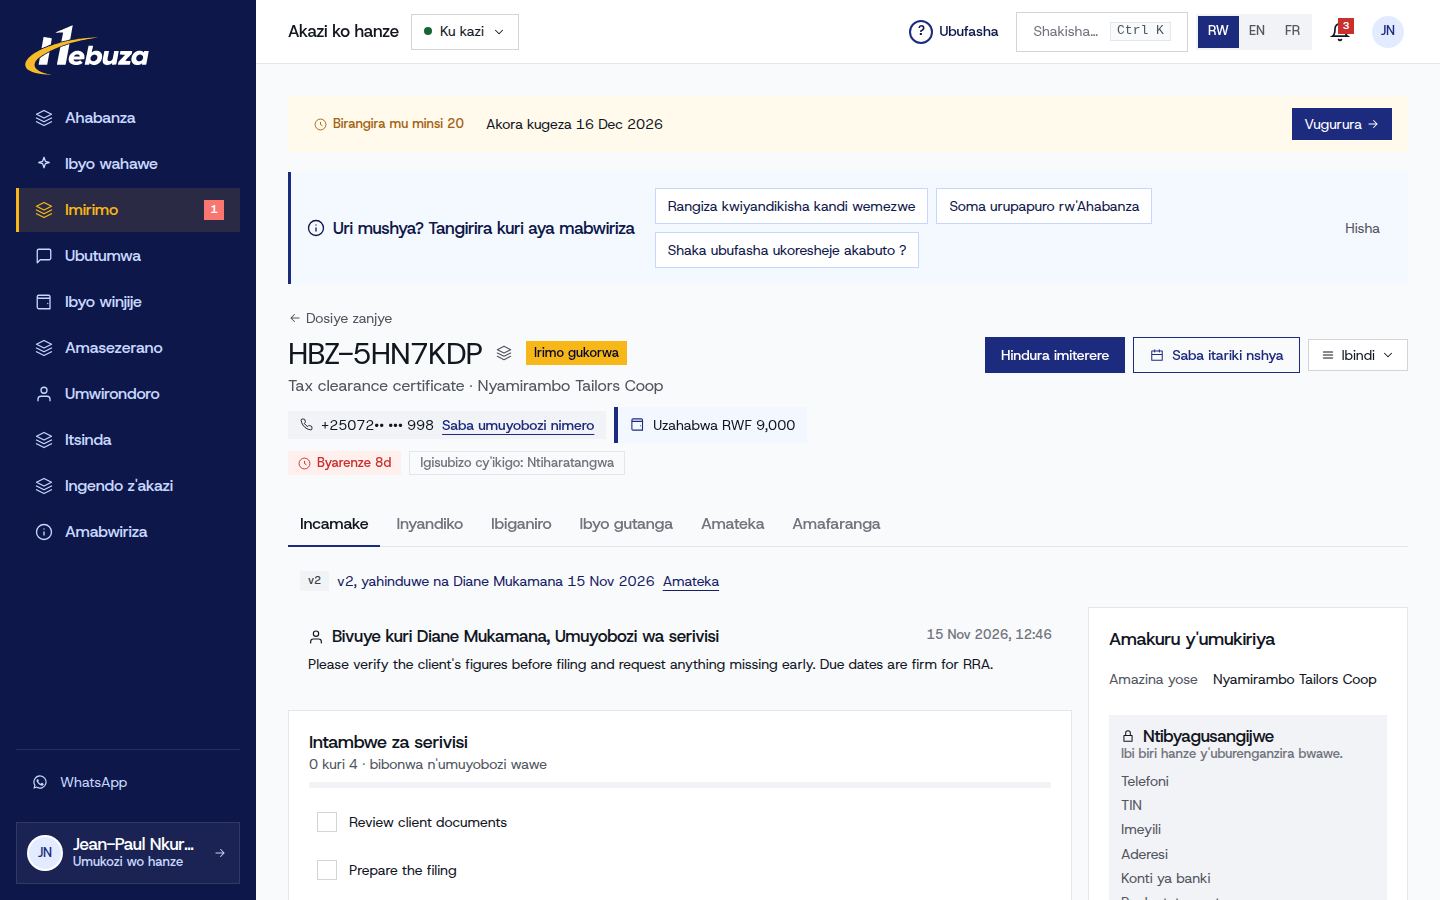 Hebuza
Ahabanza
Ibyo wahawe
Imirimo 1
Ubutumwa
Ibyo winjije
Amasezerano
Umwirondoro
Itsinda
Ingendo z'akazi
Amabwiriza
WhatsApp
JN
Jean-Paul Nkur...
Umukozi wo hanze
Akazi ko hanze
Ku kazi
? Ubufasha
Shakisha... Ctrl K
RW EN FR
3
JN
Birangira mu minsi 20
Akora kugeza 16 Dec 2026
Vugurura
Uri mushya? Tangirira kuri aya mabwiriza
Rangiza kwiyandikisha kandi wemezwe
Soma urupapuro rw'Ahabanza
Shaka ubufasha ukoresheje akabuto ?
Hisha
Dosiye zanjye
HBZ-5HN7KDP
Irimo gukorwa
Hindura imiterere
Saba itariki nshya
Ibindi
Tax clearance certificate · Nyamirambo Tailors Coop
+25072•• ••• 998 Saba umuyobozi nimero
Uzahabwa RWF 9,000
Byarenze 8d
Igisubizo cy'ikigo: Ntiharatangwa
Incamake Inyandiko Ibiganiro Ibyo gutanga Amateka Amafaranga
v2 v2, yahinduwe na Diane Mukamana 15 Nov 2026 Amateka
Bivuye kuri Diane Mukamana, Umuyobozi wa serivisi
15 Nov 2026, 12:46
Please verify the client's figures before filing and request anything missing early. Due dates are firm for RRA.
Intambwe za serivisi
0 kuri 4 · bibonwa n'umuyobozi wawe
Review client documents
Prepare the filing
Amakuru y'umukiriya
Amazina yose Nyamirambo Tailors Coop
Ntibyagusangijwe
Ibi biri hanze y'uburenganzira bwawe.
Telefoni
TIN
Imeyili
Aderesi
Konti ya banki